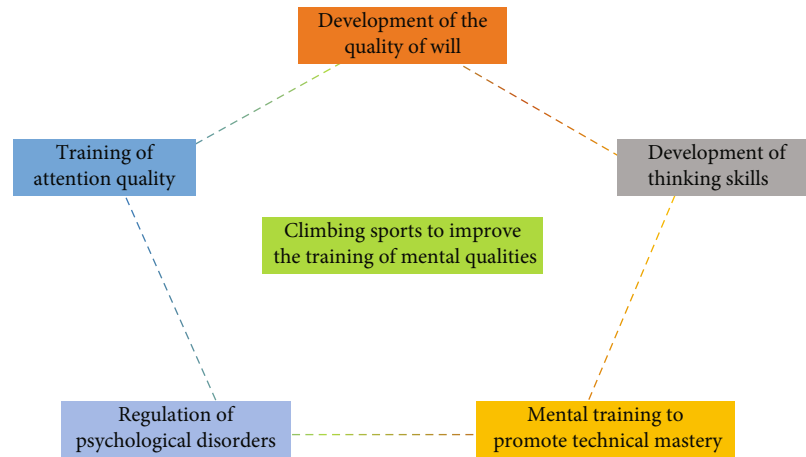 Development of the
quality of will
Training of
attention quality
Development of
thinking skills
Climbing sports to improve
the training of mental qualities
Regulation of
psychological disorders
Mental training to
promote technical mastery